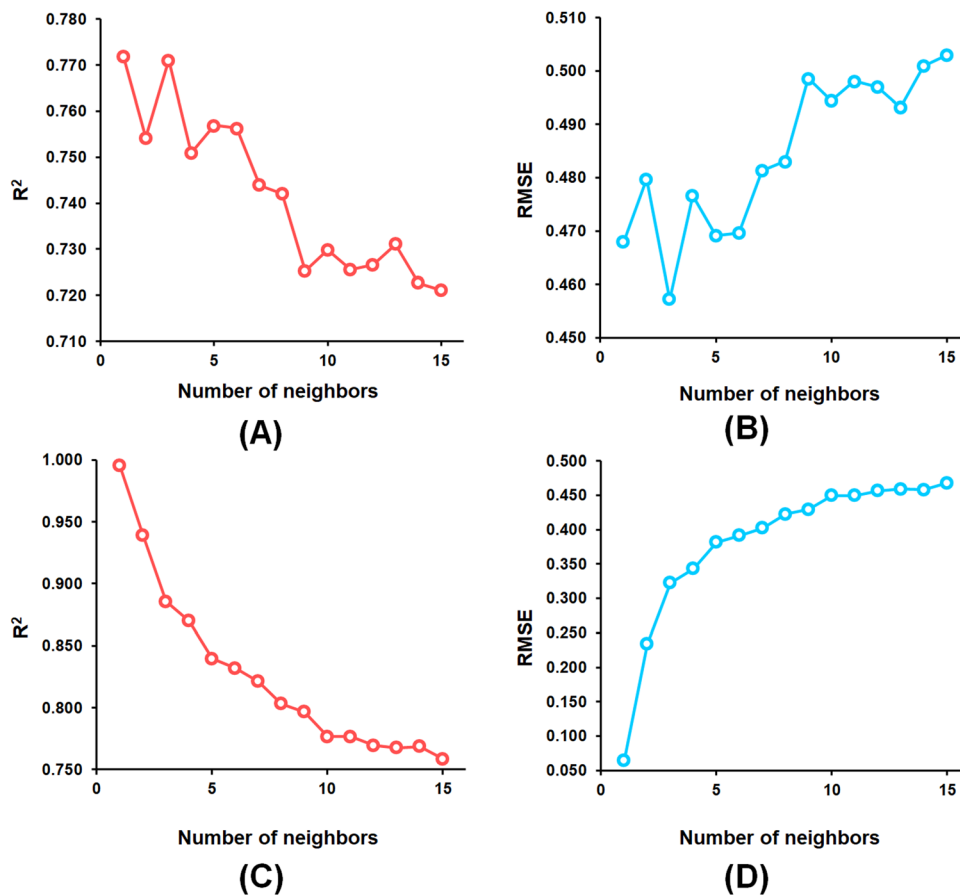 0.780
0.770
0.760
0.750
0.740
0.730
0.720
0.710
R²
0 5 10 15
Number of neighbors
(A)
0.510
0.500
0.490
0.480
0.470
0.460
0.450
RMSE
0 5 10 15
Number of neighbors
(B)
1.000
0.950
0.900
0.850
0.800
0.750
R²
0 5 10 15
Number of neighbors
(C)
0.500
0.450
0.400
0.350
0.300
0.250
0.200
0.150
0.100
0.050
RMSE
0 5 10 15
Number of neighbors
(D)